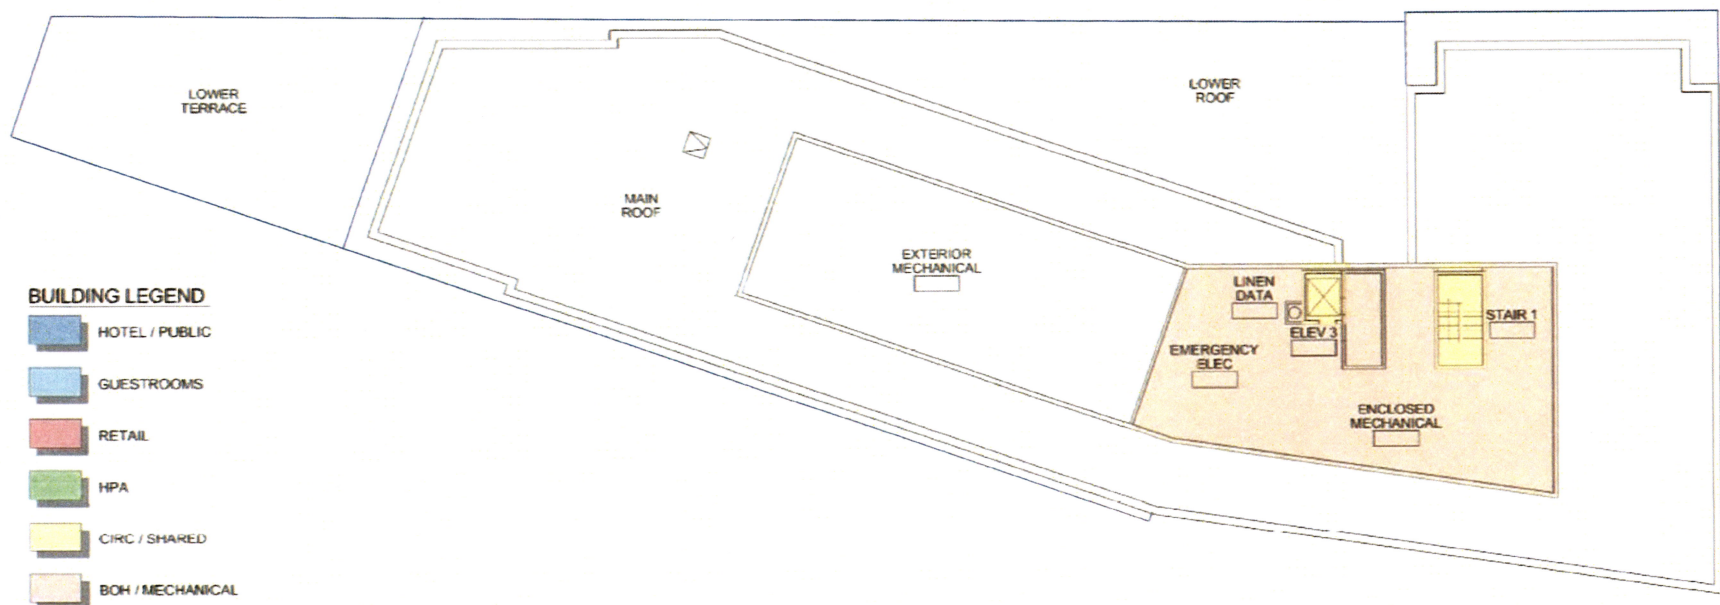 LOWER
TERRACE
LOWER
ROOF
MAIN
ROOF
EXTERIOR
MECHANICAL
LINEN
DATA
ELEV 3
STAIR 1
EMERGENCY
ELEC
ENCLOSED
MECHANICAL
BUILDING LEGEND
HOTEL / PUBLIC
GUESTROOMS
RETAIL
HPA
CIRC / SHARED
BOH / MECHANICAL